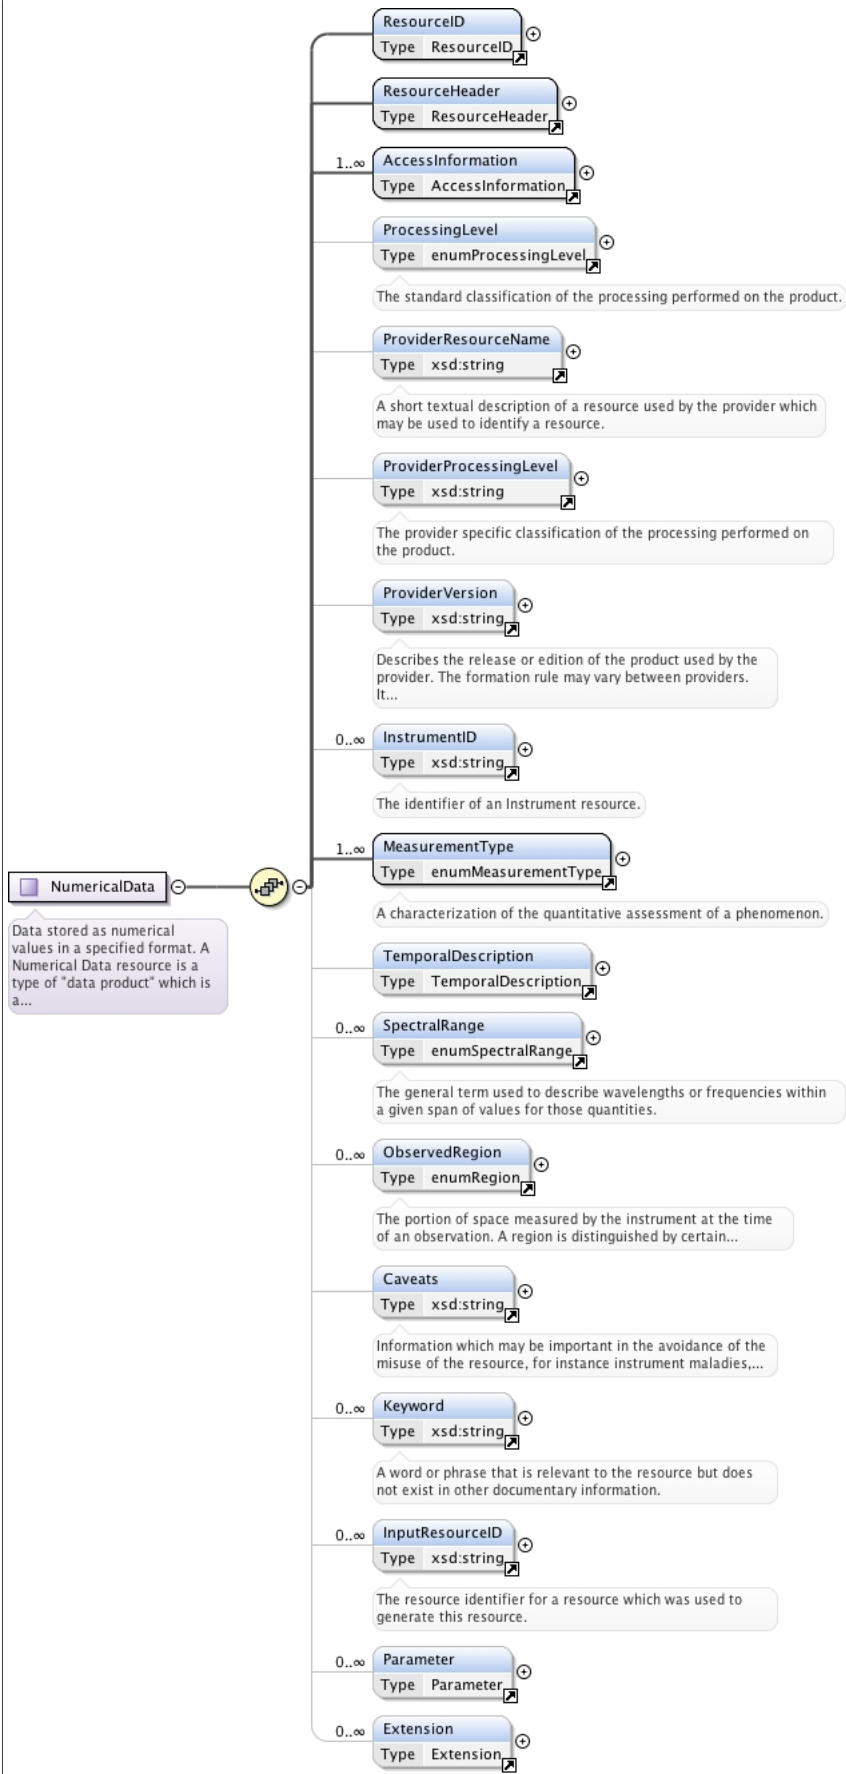 ResourceID
Type ResourceID
ResourceHeader
Type ResourceHeader
1..∞
AccessInformation
Type AccessInformation
ProcessingLevel
Type enumProcessingLevel
The standard classification of the processing performed on the product.
ProviderResourceName
Type xsd:string
A short textual description of a resource used by the provider which
may be used to identify a resource.
ProviderProcessingLevel
Type xsd:string
The provider specific classification of the processing performed on
the product.
ProviderVersion
Type xsd:string
Describes the release or edition of the product used by the
provider. The formation rule may vary between providers.
It...
0..∞
InstrumentID
Type xsd:string
The identifier of an Instrument resource.
1..∞
MeasurementType
Type enumMeasurementType
A characterization of the quantitative assessment of a phenomenon.
NumericalData
Data stored as numerical
values in a specified format. A
Numerical Data resource is a
type of "data product" which is
a...
TemporalDescription
Type TemporalDescription
0..∞
SpectralRange
Type enumSpectralRange
The general term used to describe wavelengths or frequencies within
a given span of values for those quantities.
0..∞
ObservedRegion
Type enumRegion
The portion of space measured by the instrument at the time
of an observation. A region is distinguished by certain...
Caveats
Type xsd:string
Information which may be important in the avoidance of the
misuse of the resource, for instance instrument maladies,...
0..∞
Keyword
Type xsd:string
A word or phrase that is relevant to the resource but does
not exist in other documentary information.
0..∞
InputResourceID
Type xsd:string
The resource identifier for a resource which was used to
generate this resource.
0..∞
Parameter
Type Parameter
0..∞
Extension
Type Extension